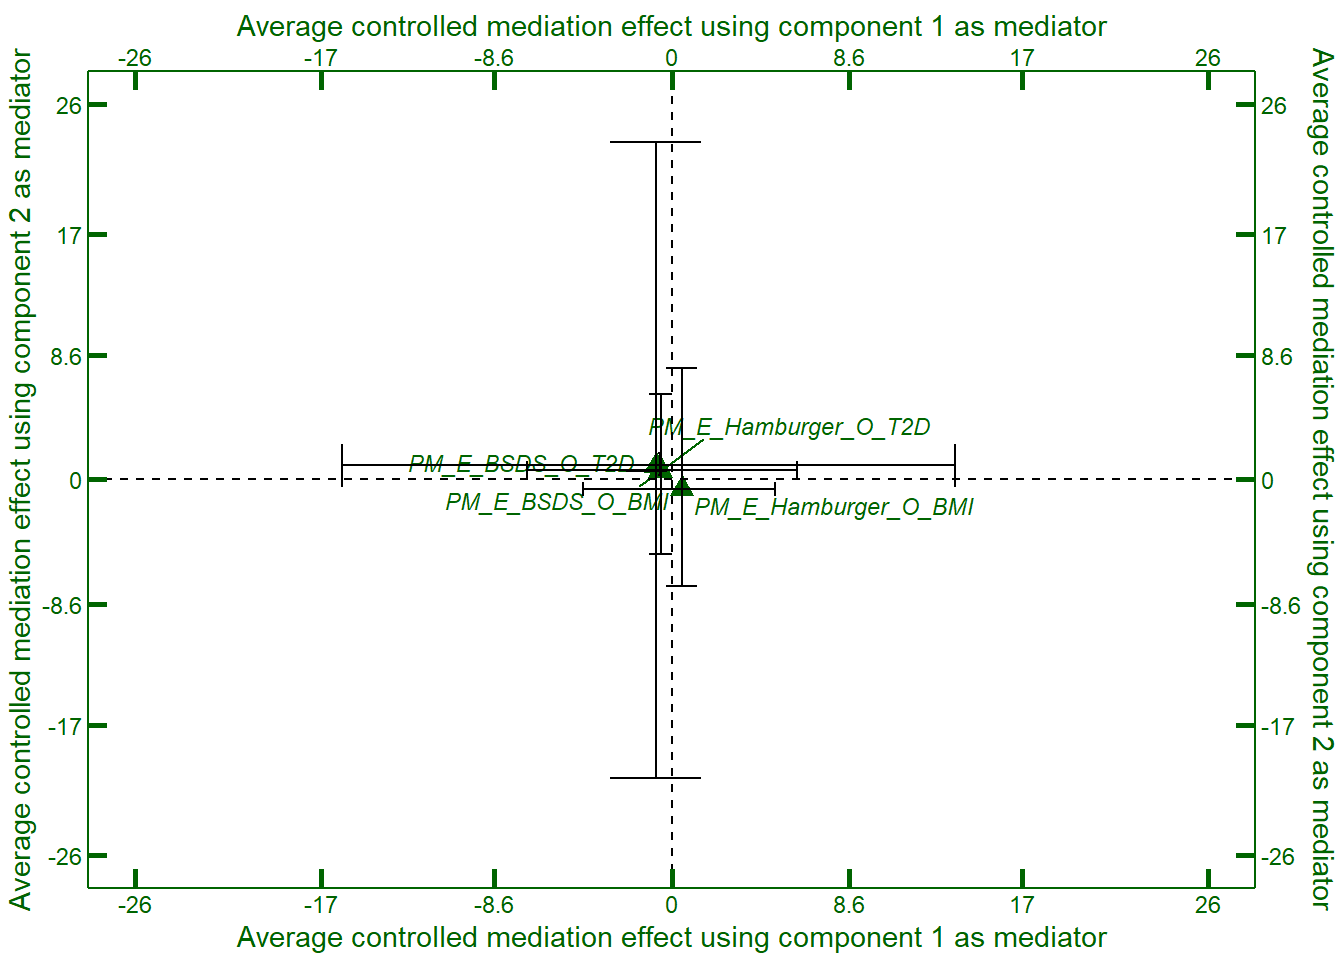 Average controlled mediation effect using component 1 as mediator
-26 -17 -8.6 0 8.6 17 26
Average controlled mediation effect using component 2 as mediator
26
17
8.6
0
-8.6
-17
-26
PM_E_Hamburger_O_T2D
PM_E_BSDS_O_T2D
PM_E_BSDS_O_BMI
PM_E_Hamburger_O_BMI
26
17
8.6
0
-8.6
-17
-26
Average controlled mediation effect using component 2 as mediator
-26 -17 -8.6 0 8.6 17 26
Average controlled mediation effect using component 1 as mediator